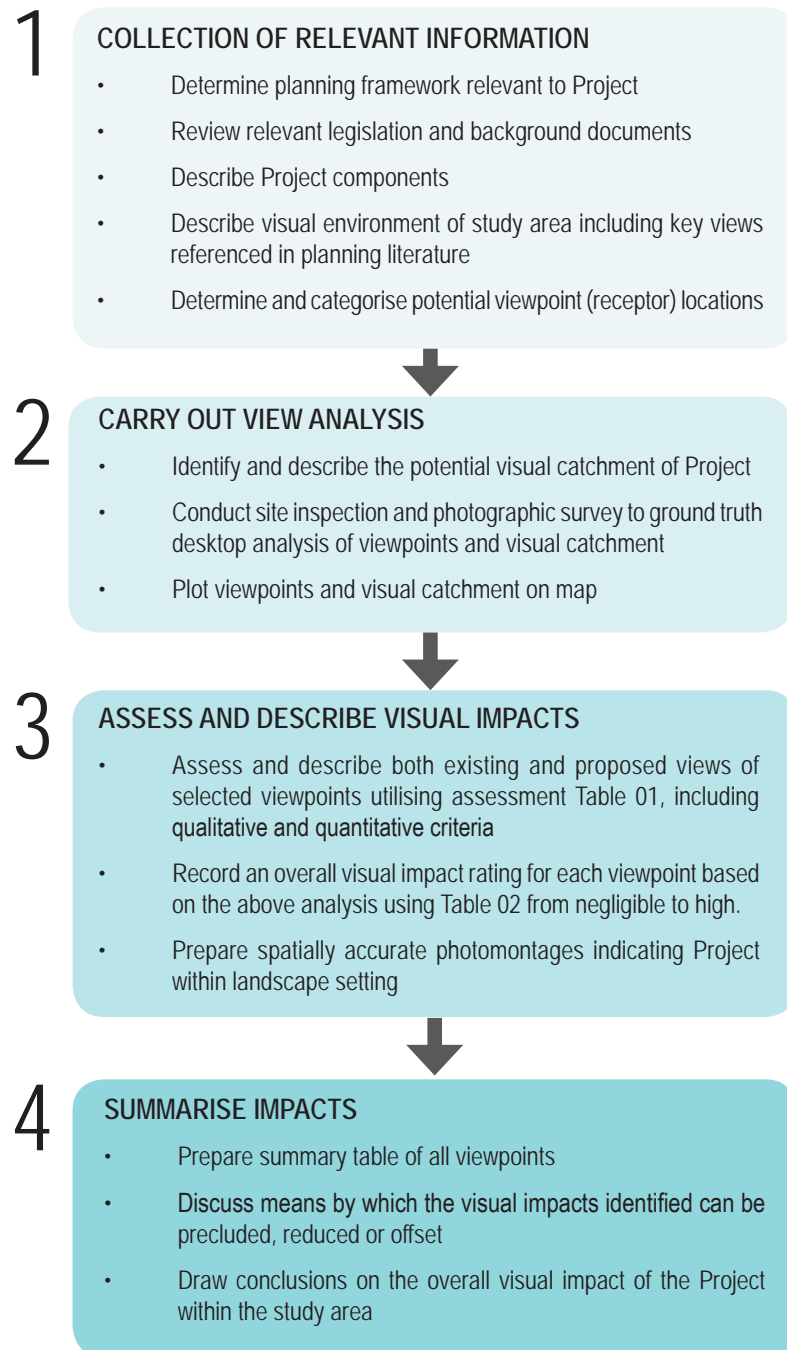 1
COLLECTION OF RELEVANT INFORMATION
• Determine planning framework relevant to Project
• Review relevant legislation and background documents
• Describe Project components
• Describe visual environment of study area including key views
referenced in planning literature
• Determine and categorise potential viewpoint (receptor) locations
2
CARRY OUT VIEW ANALYSIS
• Identify and describe the potential visual catchment of Project
• Conduct site inspection and photographic survey to ground truth
desktop analysis of viewpoints and visual catchment
• Plot viewpoints and visual catchment on map
3
ASSESS AND DESCRIBE VISUAL IMPACTS
• Assess and describe both existing and proposed views of
selected viewpoints utilising assessment Table 01, including
qualitative and quantitative criteria
• Record an overall visual impact rating for each viewpoint based
on the above analysis using Table 02 from negligible to high.
• Prepare spatially accurate photomontages indicating Project
within landscape setting
4
SUMMARISE IMPACTS
• Prepare summary table of all viewpoints
• Discuss means by which the visual impacts identified can be
precluded, reduced or offset
• Draw conclusions on the overall visual impact of the Project
within the study area